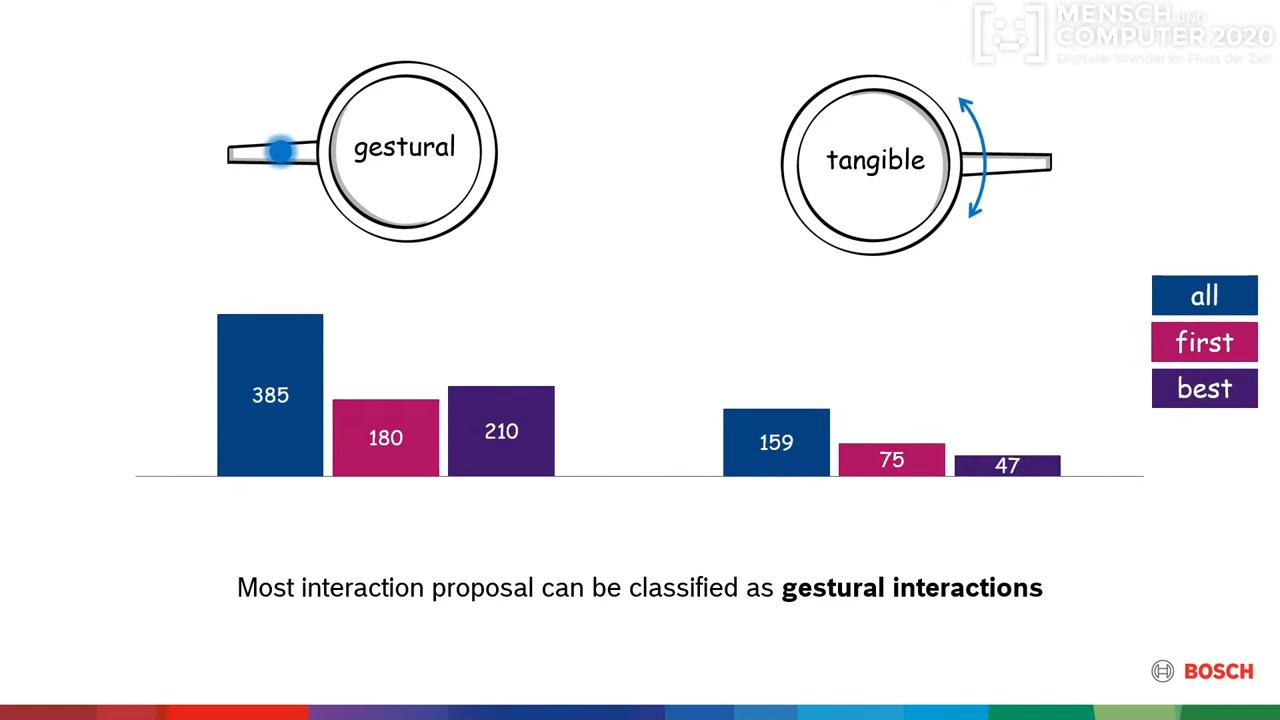 MENSCH UND
COMPUTER 2020
Digitaler Wandel im Fluss der Zeit
gestural
tangible
all
first
best
385
180
210
159
75
47
Most interaction proposal can be classified as gestural interactions
BOSCH